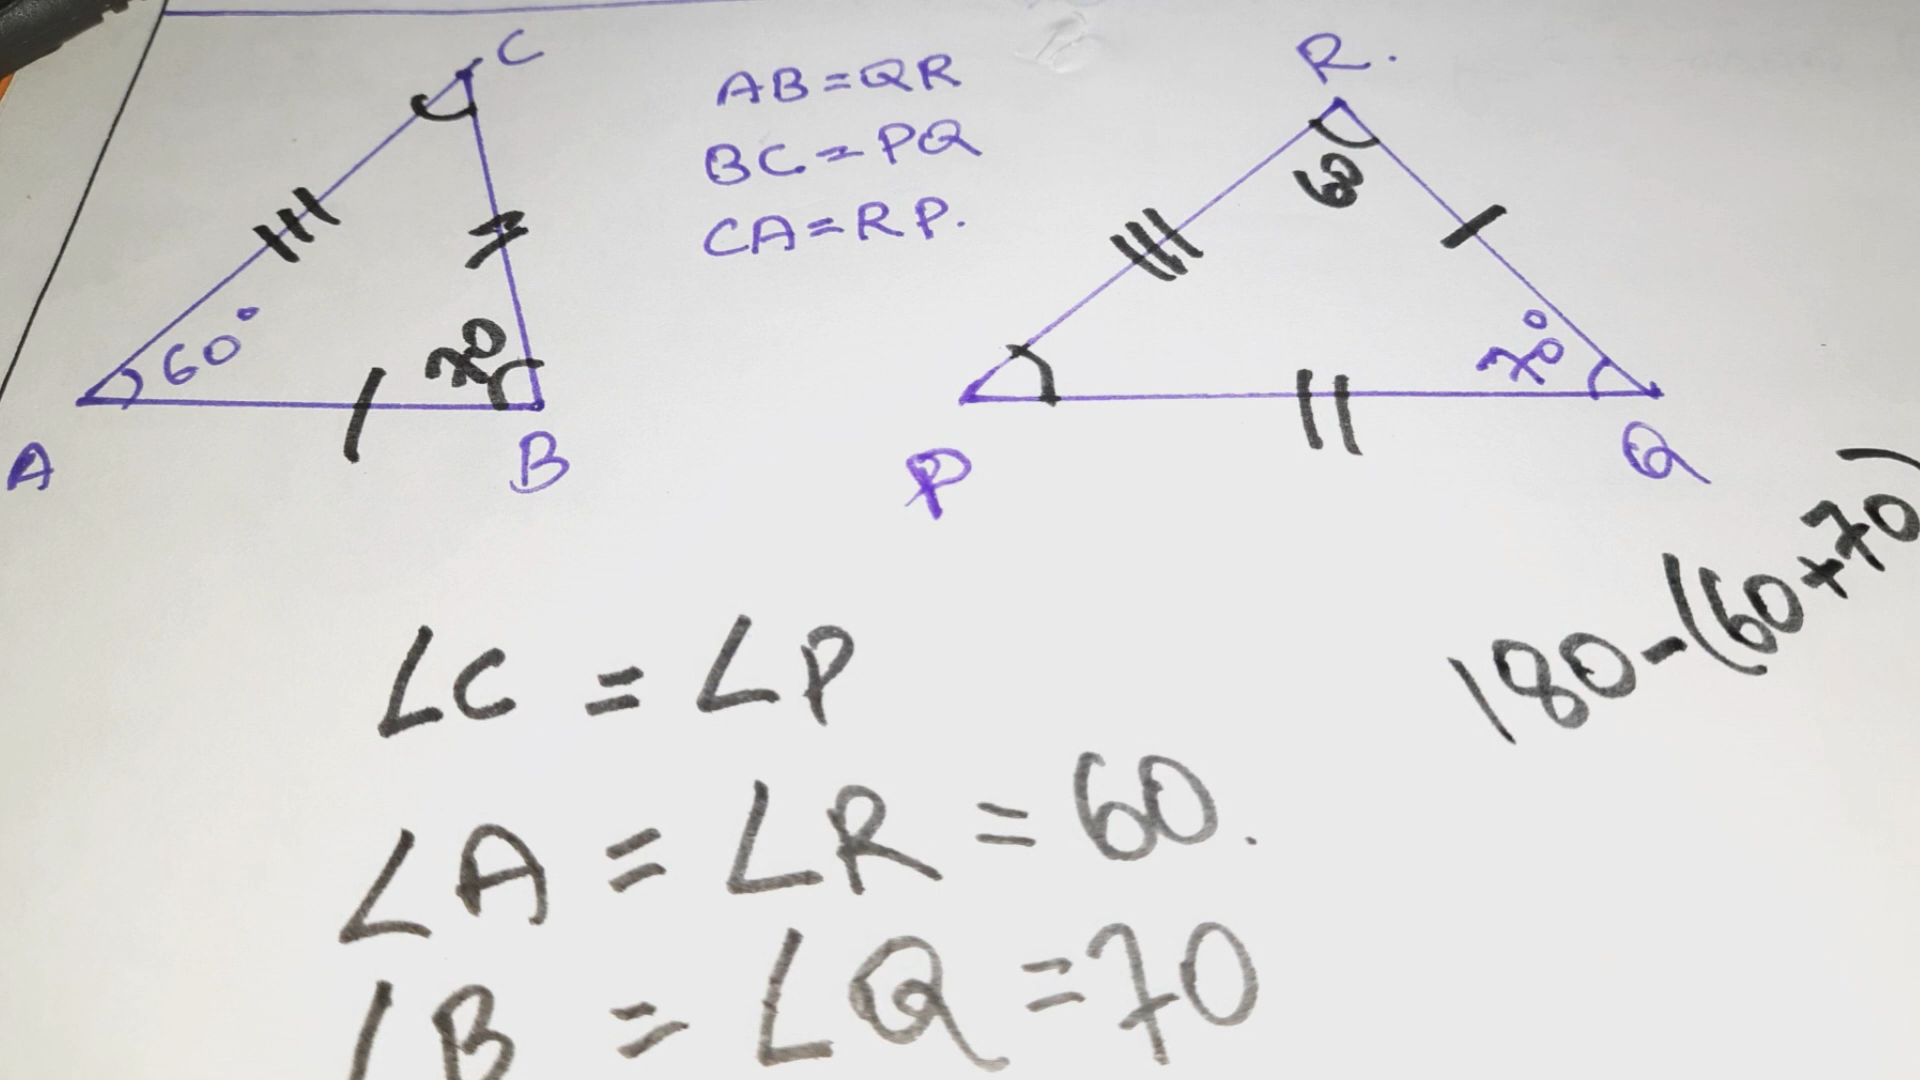 C
AB=QR
BC=PQ
CA=RP.
R.
60
60°
70
70°
A
B
P
Q
180-(60+70)
∠C = ∠P
∠A = ∠R = 60.
∠B = ∠Q = 70